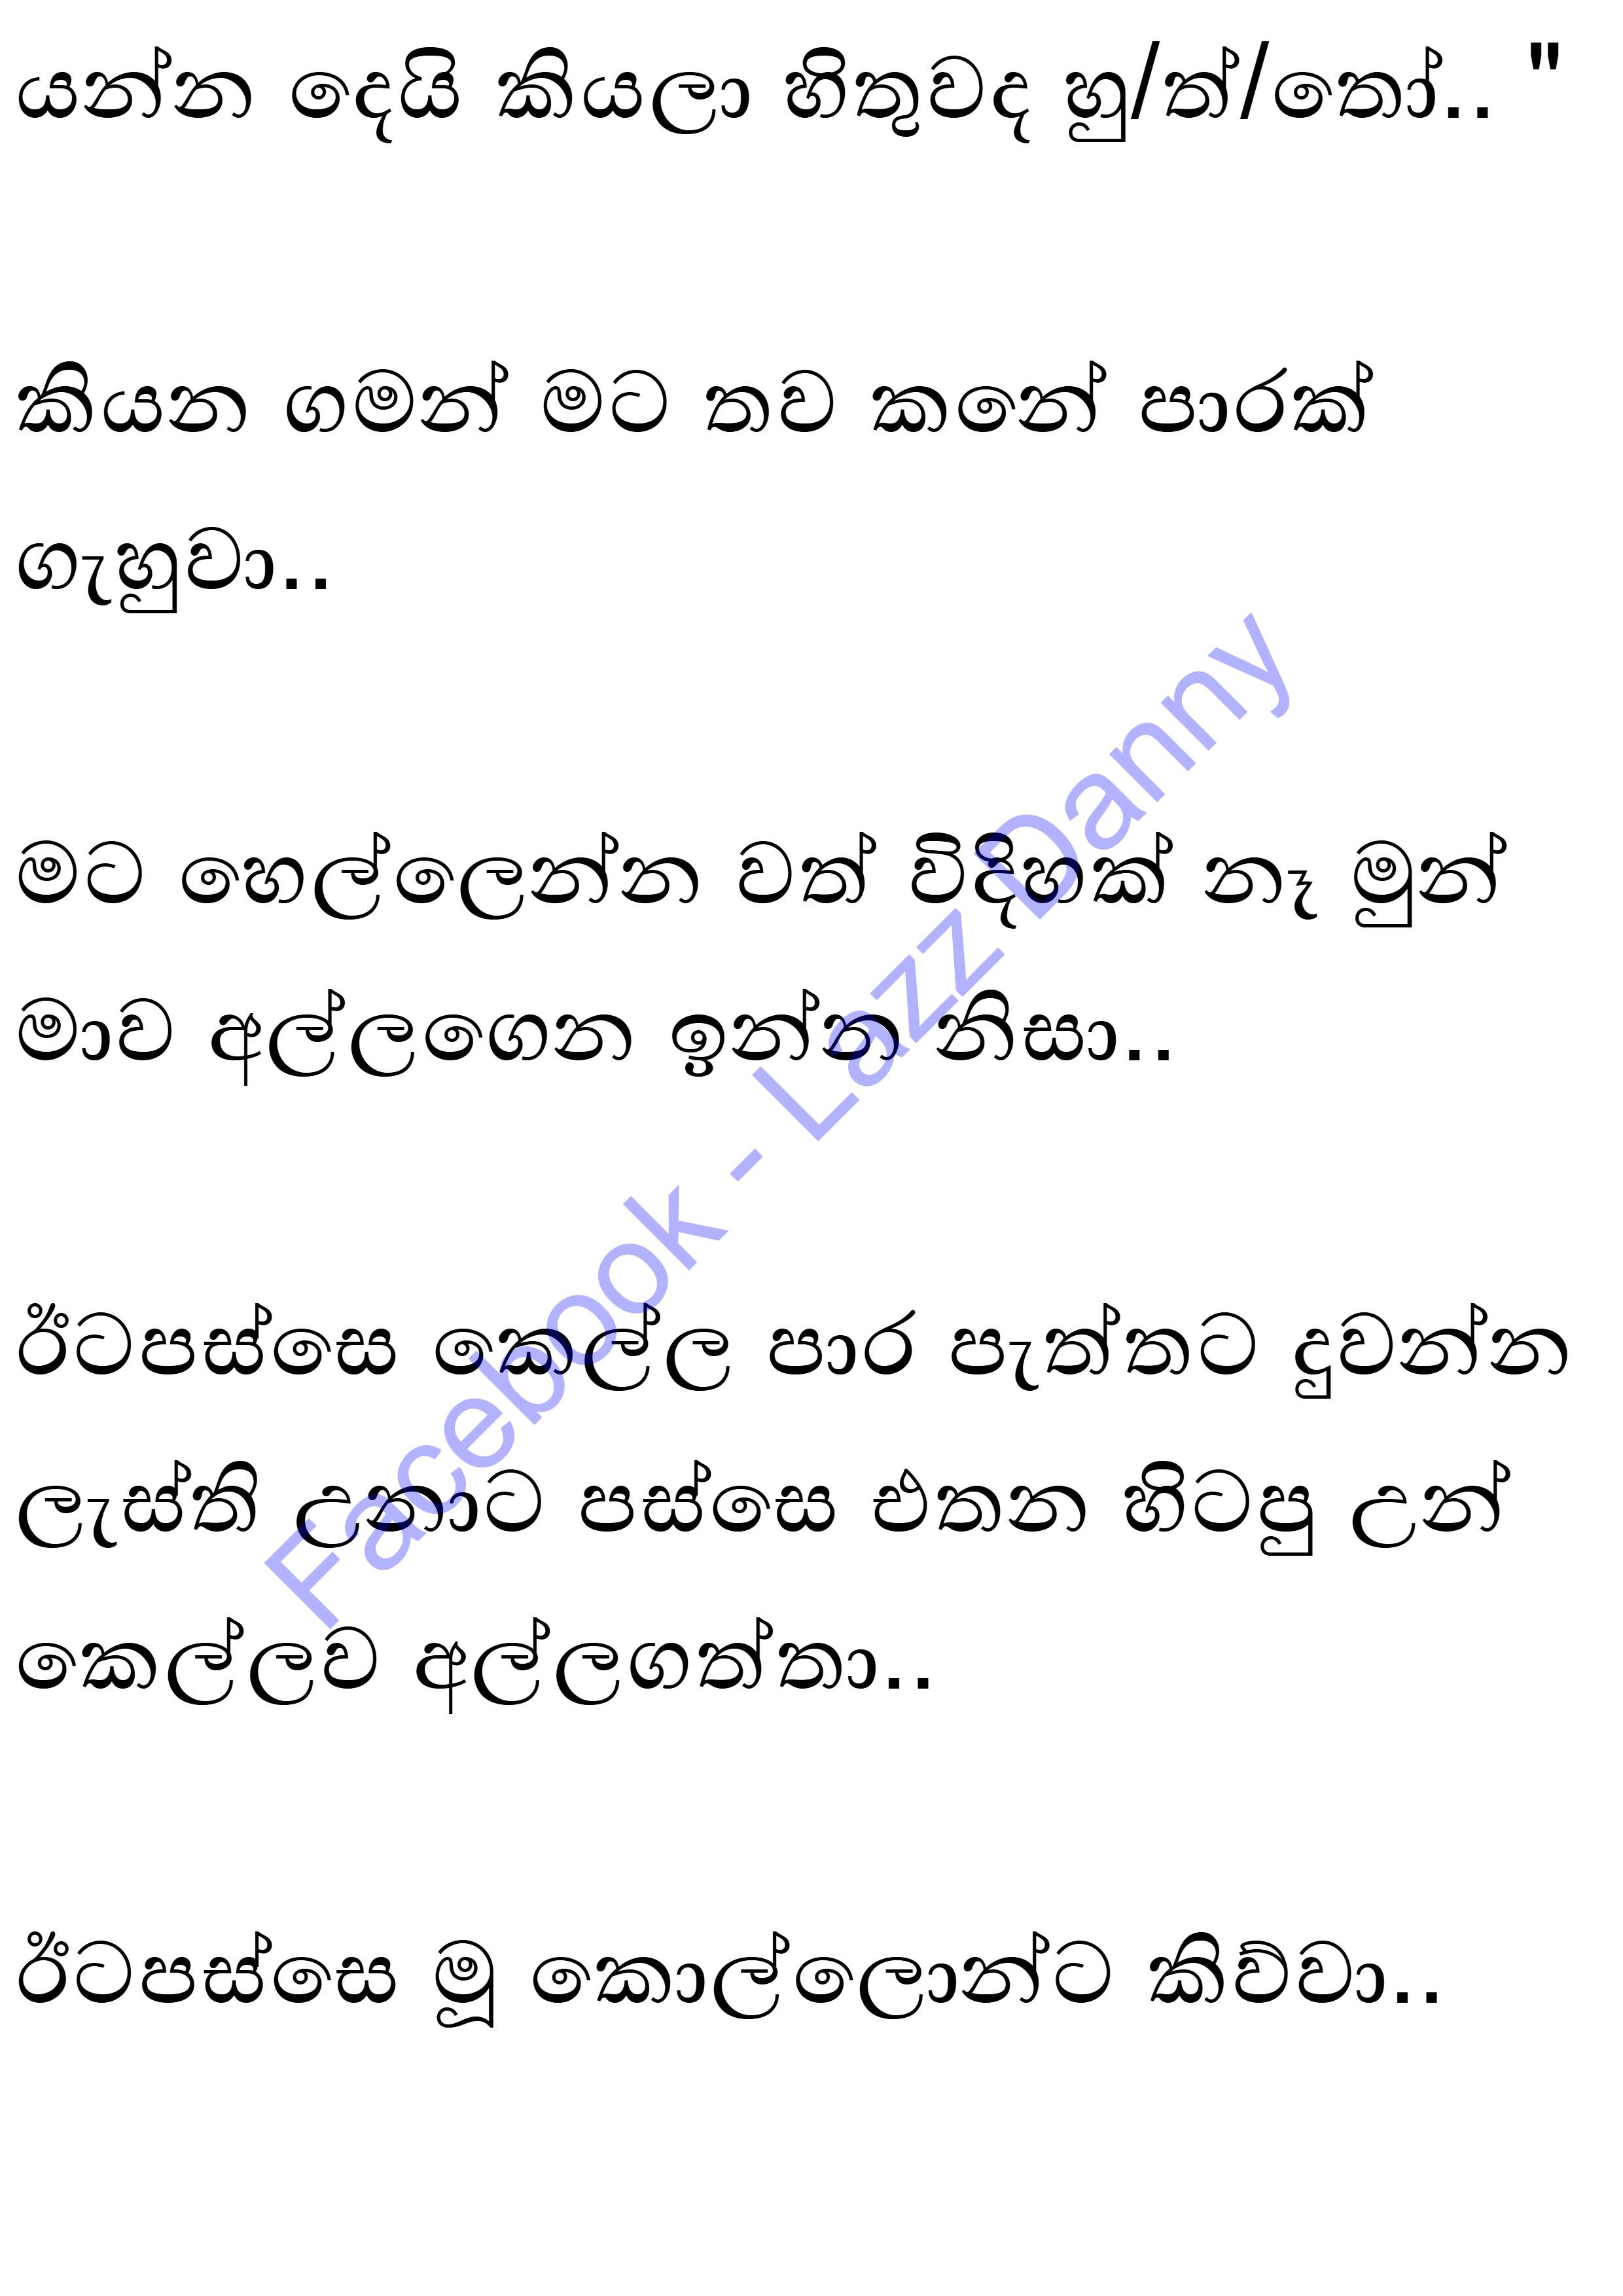 යන්න දෙයි කියලා හිතුවද හු/ත්/තෝ.. "
කියන ගමන් මට තව කනේ පාරක්
ගැහුවා..
මට හෙල්ලෙන්න වත් විදිහක් නෑ මුන්
මාව අල්ලගෙන ඉන්න නිසා..
ඊටපස්සෙ කෙල්ල පාර පැත්තට දුවන්න
ලැස්ති උනාට පස්සෙ එතන හිටපු උන්
කෙල්ලව අල්ලගත්තා..
ඊටපස්සෙ මූ කොල්ලොන්ට කිව්වා..
Facebook - Lazz Danny